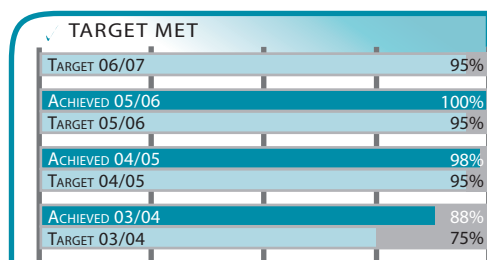 TARGET MET
TARGET 06/07 95%
ACHIEVED 05/06 100%
TARGET 05/06 95%
ACHIEVED 04/05 98%
TARGET 04/05 95%
ACHIEVED 03/04 88%
TARGET 03/04 75%